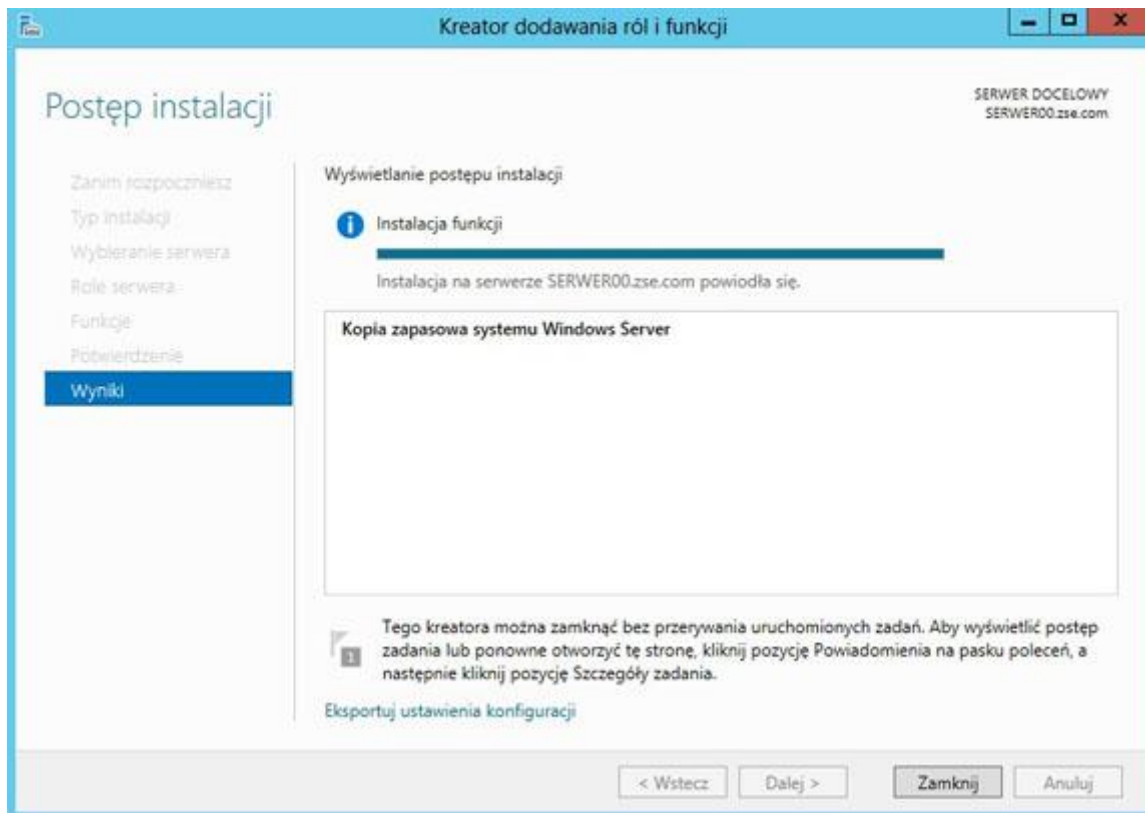 Kreator dodawania ról i funkcji
Postęp instalacji
SERWER DOCELOWY
SERWER00.zse.com
Zanim rozpoczniesz
Typ instalacji
Wybieranie serwera
Role serwera
Funkcje
Potwierdzenie
Wyniki
Wyświetlanie postępu instalacji
Instalacja funkcji
Instalacja na serwerze SERWER00.zse.com powiodła się.
Kopia zapasowa systemu Windows Server
1
Tego kreatora można zamknąć bez przerywania uruchomionych zadań. Aby wyświetlić postęp
zadania lub ponowne otworzyć tę stronę, kliknij pozycję Powiadomienia na pasku poleceń, a
następnie kliknij pozycję Szczegóły zadania.
Eksportuj ustawienia konfiguracji
< Wstecz
Dalej >
Zamknij
Anuluj